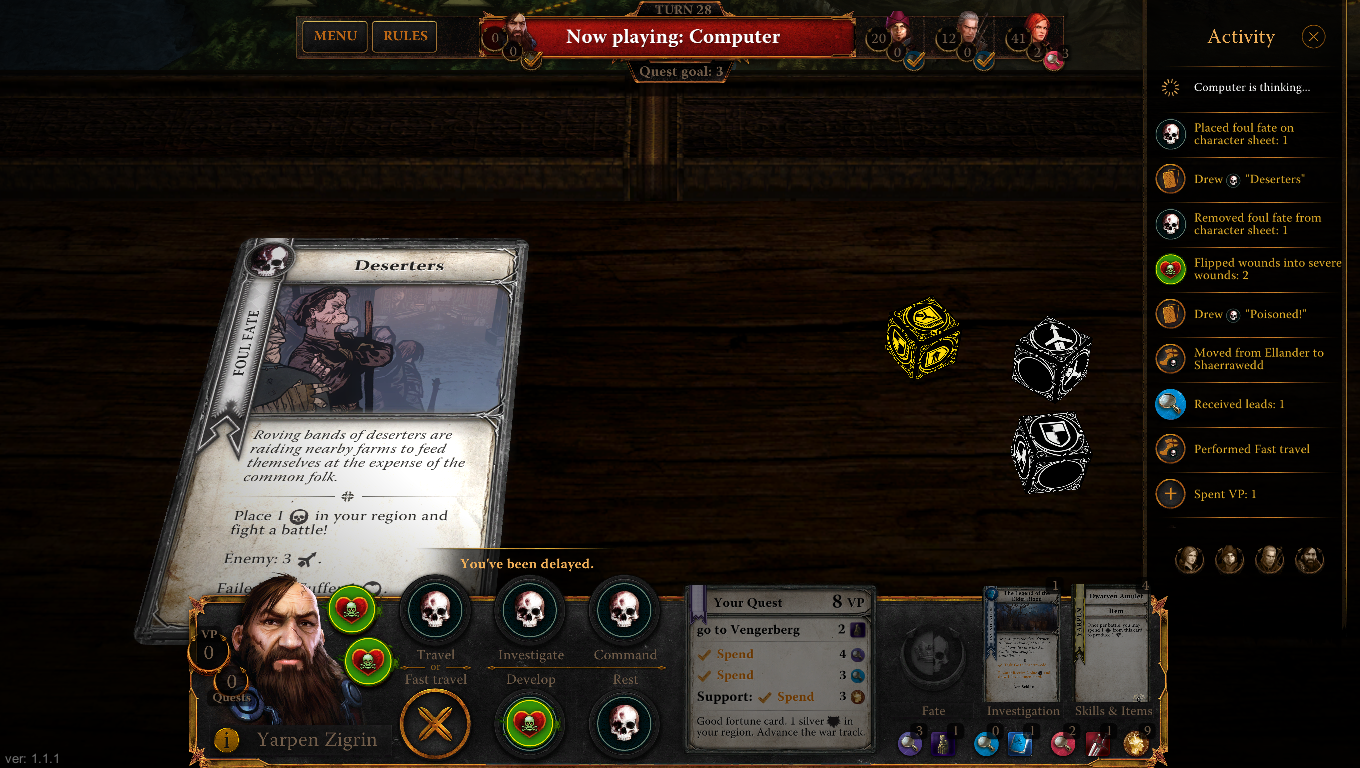 TURN 28
MENU
RULES
0
0
Now playing: Computer
20
0
12
0
41
2
3
Quest goal: 3
Activity
Computer is thinking...
Placed foul fate on
character sheet: 1
Drew "Deserters"
Removed foul fate from
character sheet: 1
Flipped wounds into severe
wounds: 2
Drew "Poisoned!"
Moved from Ellander to
Shaerrawedd
Received leads: 1
Performed Fast travel
Spent VP: 1
Deserters
FOUL FATE
Roving bands of deserters are
raiding nearby farms to feed
themselves at the expense of the
common folk.
Place 1 in your region and
fight a battle!
Enemy: 3 .
You've been delayed.
VP
0
0
Quests
Yarpen Zigrin
Travel
or
Fast travel
Investigate
Develop
Command
Rest
Your Quest 8 VP
go to Vengerberg 2
Spend 4
Spend 3
Support: Spend 3
Good fortune card. 1 silver in
your region. Advance the war track.
Fate
1
Investigation
4
Dwarven Amulet
Item
YARPEN
Skills & Items
3
1
0
1
2
1
9
ver: 1.1.1